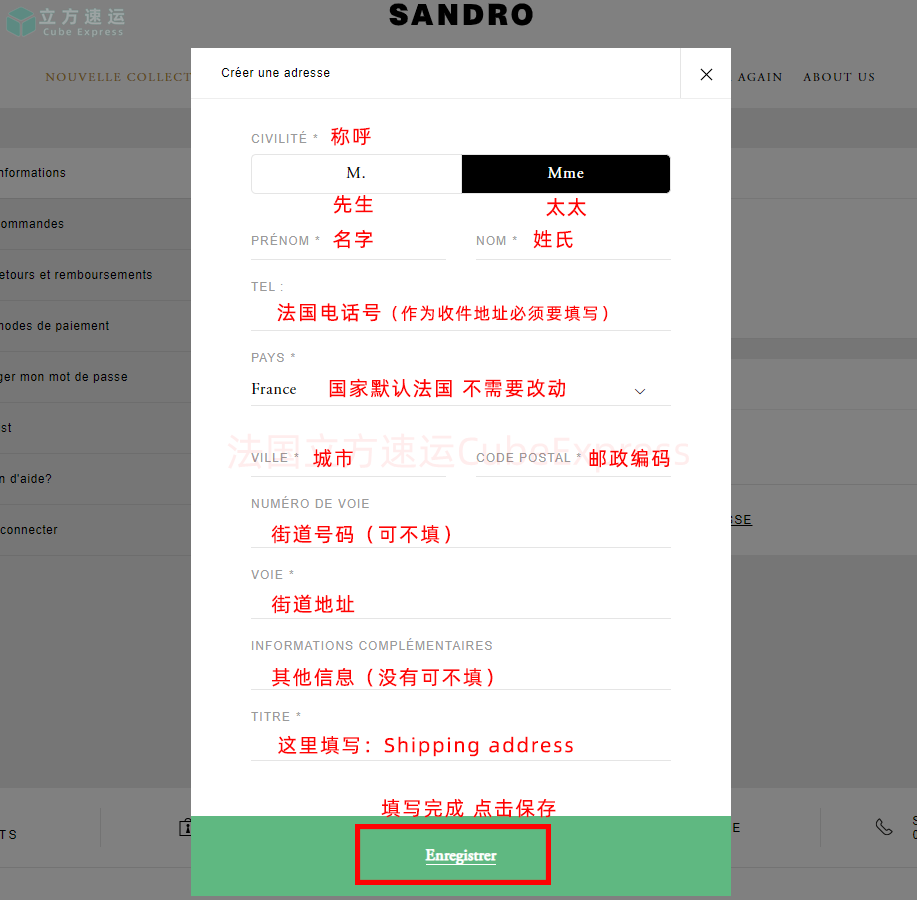 立方速运
Cube Express
SANDRO
NOUVELLE COLLECT
AGAIN
ABOUT US
Créer une adresse
CIVILITÉ * 称呼
M.
Mme
先生
太太
nformations
ommandes
etours et remboursements
nodes de paiement
ger mon mot de passe
st
n d'aide?
connecter
PRÉNOM * 名字
NOM * 姓氏
TEL :
法国电话号（作为收件地址必须要填写）
PAYS *
France 国家默认法国 不需要改动
法国立方速运CubeExpress
VILLE * 城市
CODE POSTAL * 邮政编码
NUMÉRO DE VOIE
街道号码（可不填）
SSE
VOIE *
街道地址
INFORMATIONS COMPLÉMENTAIRES
其他信息（没有可不填）
TITRE *
这里填写：Shipping address
填写完成 点击保存
TS
E
Enregistrer